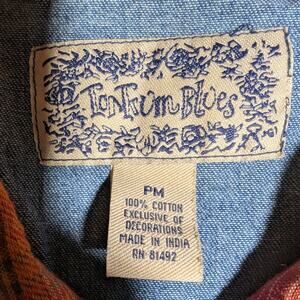 TanTrum Blues
PM
100% COTTON
EXCLUSIVE OF
DECORATIONS
MADE IN INDIA
RN 81492